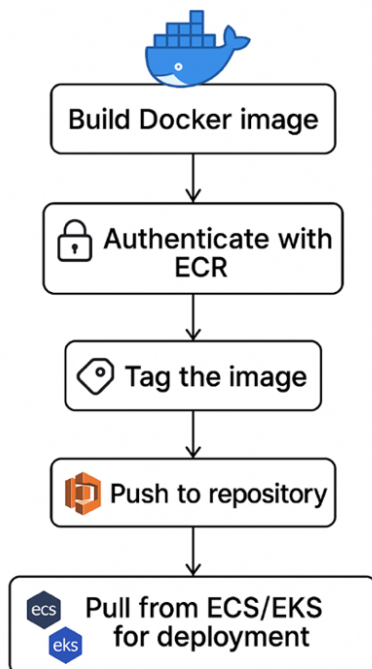 Build Docker image
Authenticate with
ECR
Tag the image
Push to repository
ecs
eks
Pull from ECS/EKS
for deployment